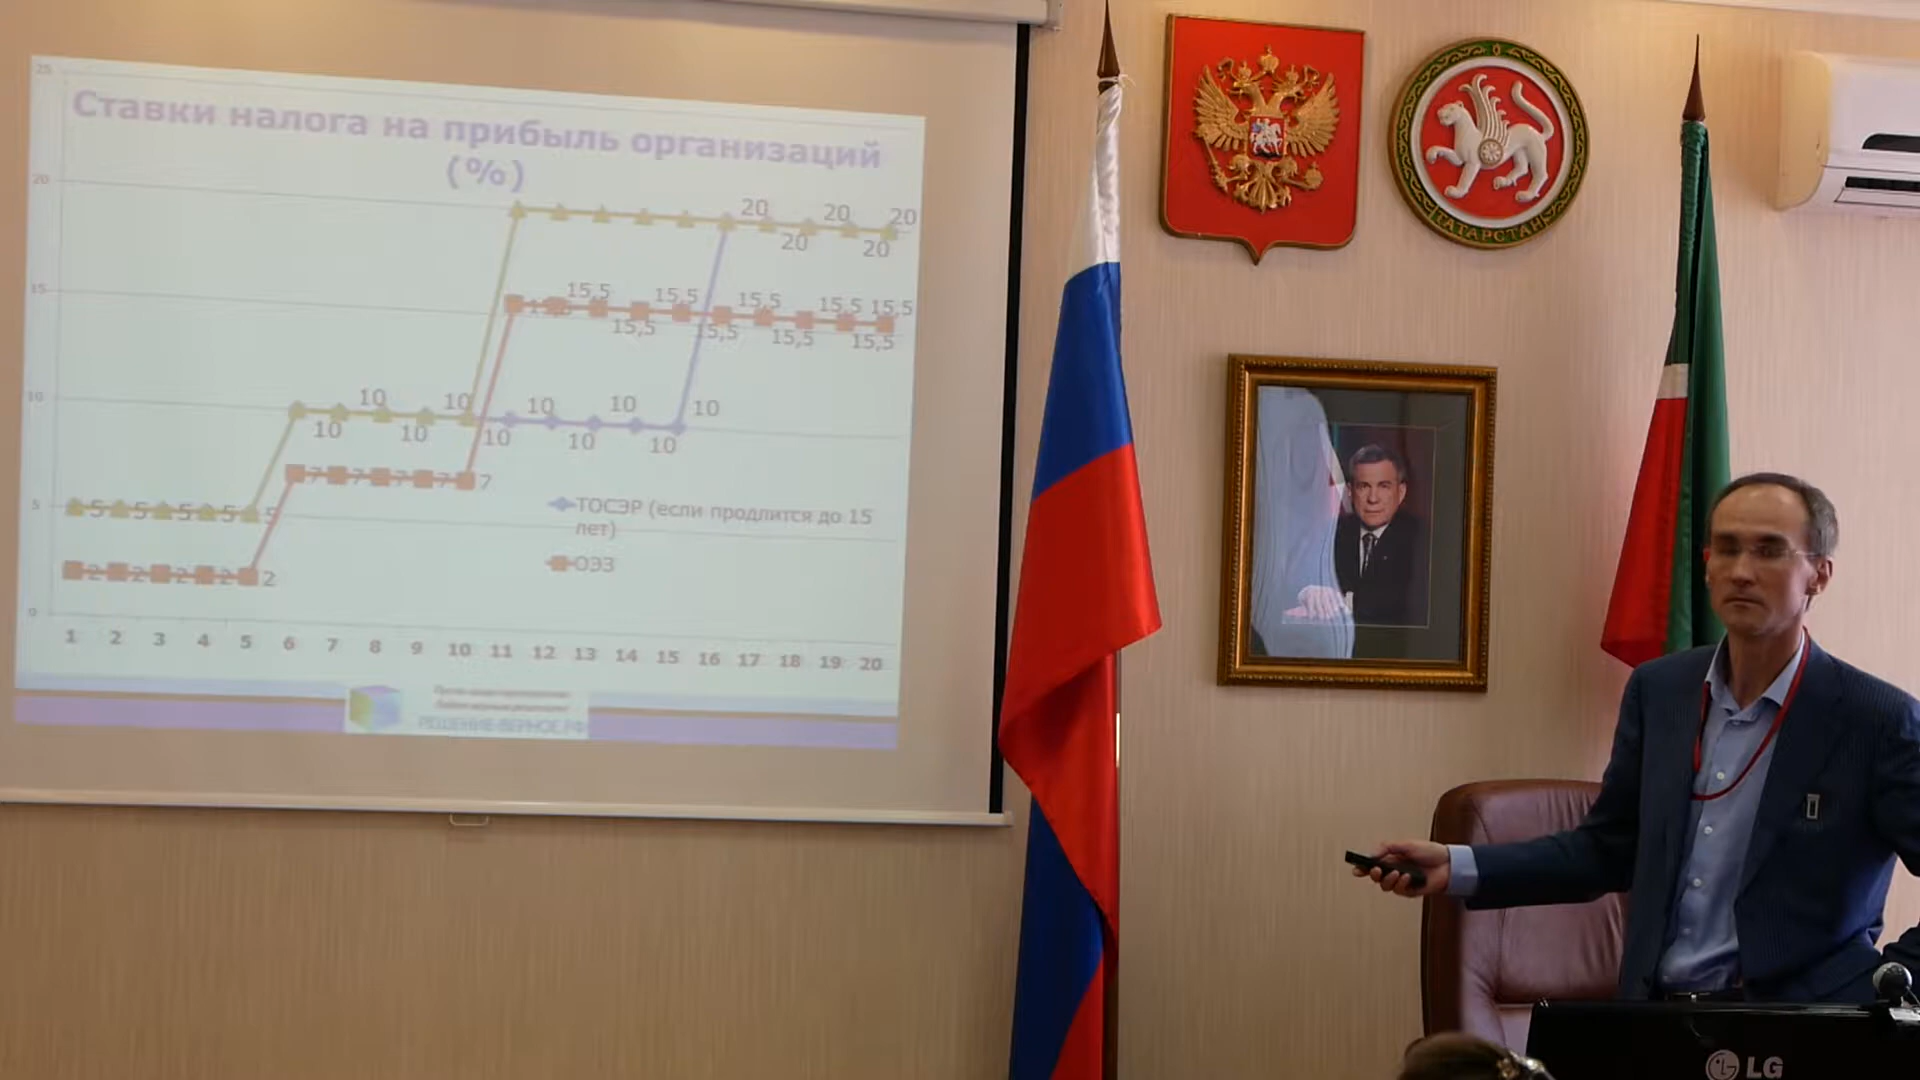 25
Ставки налога на прибыль организаций
(%)
20
20 20 20
20 20
15
15,5 15,5 15,5 15,5 15,5
15,5 15,5 15,5 15,5
10
10 10 10 10 10
10 10 10 10 10
7 7 7 7 7
5
5 5 5 5 5
ТОСЭР (если продлится до 15
лет)
ОЭЗ
2 2 2 2 2
0
1 2 3 4 5 6 7 8 9 10 11 12 13 14 15 16 17 18 19 20
РЕШЕНИЕ-ВЕРНОЕ.РФ
ТАТАРСТАН
LG